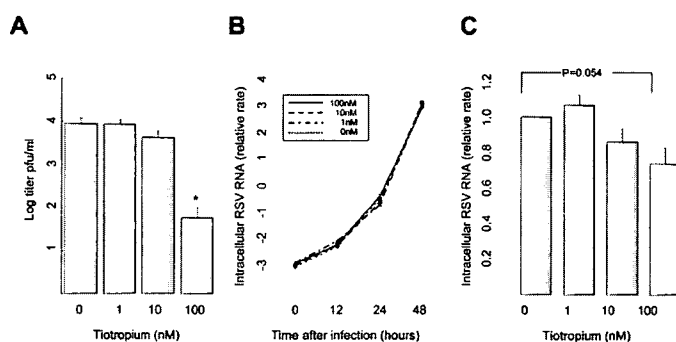 A
Log titer pfu/ml
5
4
3
2
1
*
0 1 10 100
Tiotropium (nM)
B
Intracellular RSV RNA (relative rate)
4
3
2
1
0
-1
-2
-3
100nM
10nM
1nM
0nM
0 12 24 48
Time after infection (hours)
C
Intracellular RSV RNA (relative rate)
P=0.054
1.2
1.0
0.8
0.6
0.4
0.2
0 1 10 100
Tiotropium (nM)